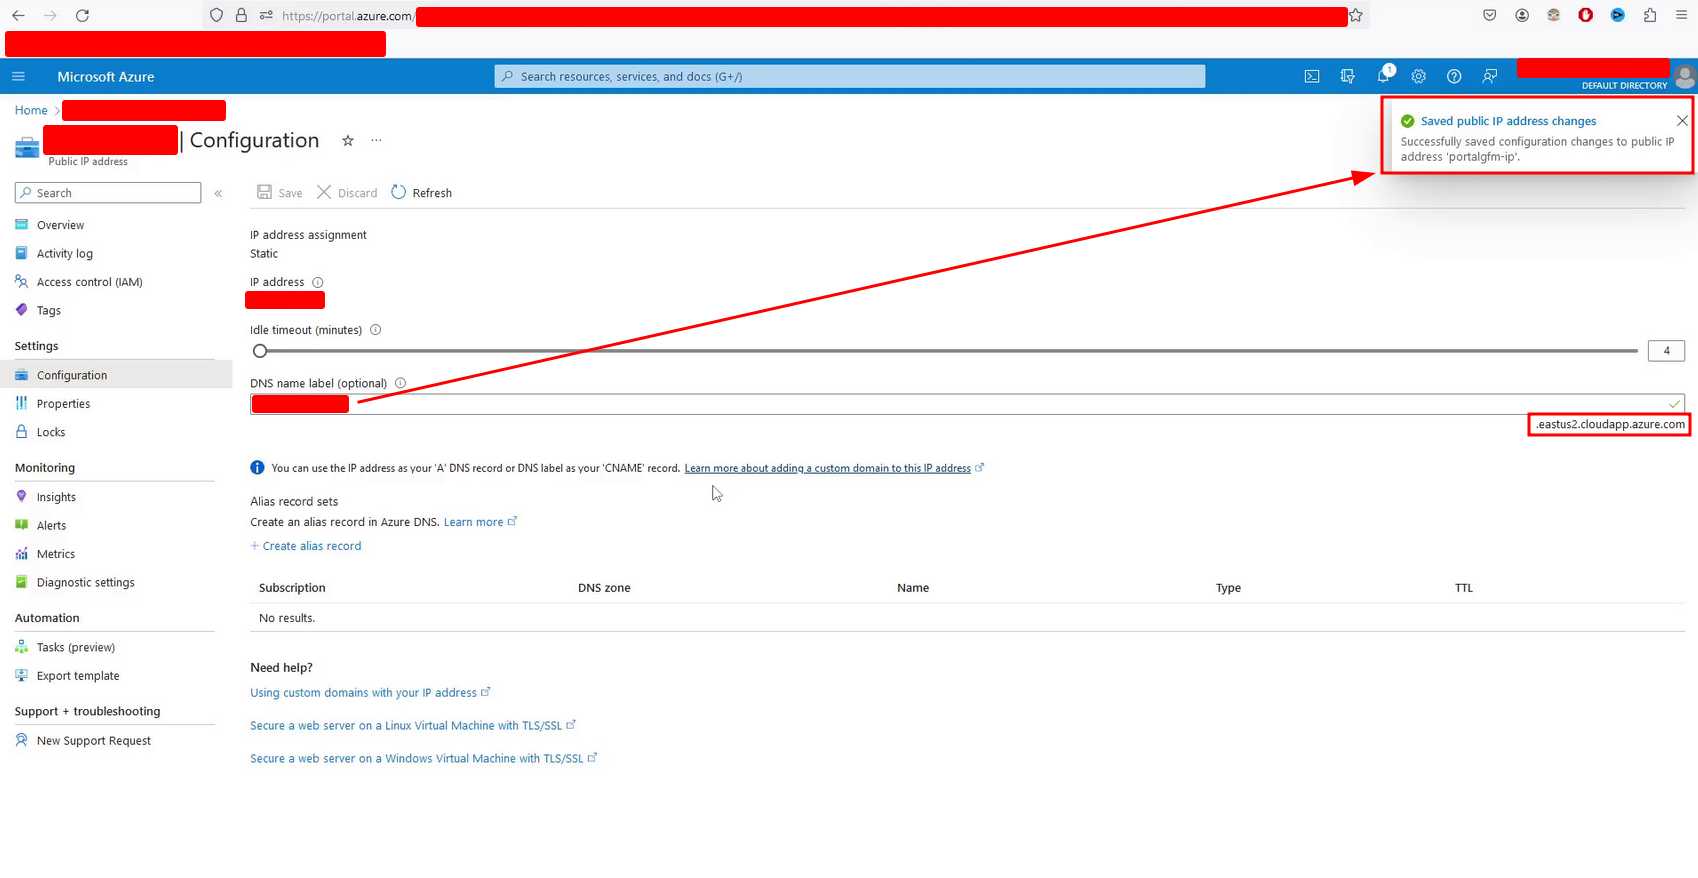 https://portal.azure.com/
Microsoft Azure
Search resources, services, and docs (G+/)
1
DEFAULT DIRECTORY
Home >
| Configuration
Public IP address
Saved public IP address changes
Successfully saved configuration changes to public IP
address 'portalgfm-ip'.
Search
Save
Discard
Refresh
Overview
Activity log
Access control (IAM)
Tags
Settings
Configuration
Properties
Locks
Monitoring
Insights
Alerts
Metrics
Diagnostic settings
Automation
Tasks (preview)
Export template
Support + troubleshooting
New Support Request
IP address assignment
Static
IP address
Idle timeout (minutes)
4
DNS name label (optional)
.eastus2.cloudapp.azure.com
You can use the IP address as your 'A' DNS record or DNS label as your 'CNAME' record. Learn more about adding a custom domain to this IP address
Alias record sets
Create an alias record in Azure DNS. Learn more
+ Create alias record
Subscription DNS zone Name Type TTL
No results.
Need help?
Using custom domains with your IP address
Secure a web server on a Linux Virtual Machine with TLS/SSL
Secure a web server on a Windows Virtual Machine with TLS/SSL